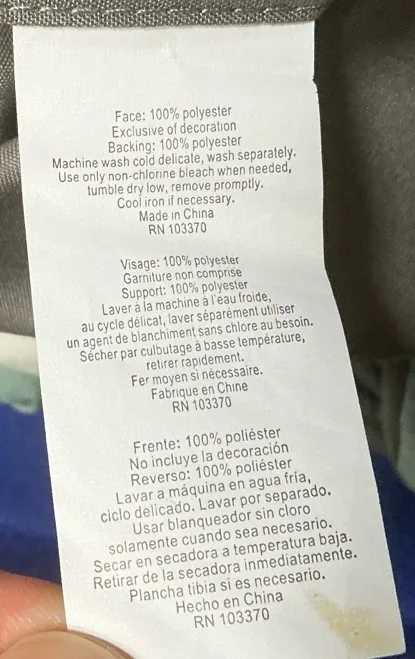 Face: 100% polyester
Exclusive of decoration
Backing: 100% polyester
Machine wash cold delicate, wash separately.
Use only non-chlorine bleach when needed,
tumble dry low, remove promptly.
Cool iron if necessary.
Made in China
RN 103370
Visage: 100% polyester
Garniture non comprise
Support: 100% polyester
Laver à la machine à l'eau froide,
au cycle délicat, laver séparément utiliser
un agent de blanchiment sans chlore au besoin.
Sécher par culbutage à basse température,
retirer rapidement.
Fer moyen si nécessaire.
Fabrique en Chine
RN 103370
Frente: 100% poliéster
No incluye la decoración
Reverso: 100% poliéster
Lavar a máquina en agua fría,
ciclo delicado. Lavar por separado.
Usar blanqueador sin cloro
solamente cuando sea necesario.
Secar en secadora a temperatura baja.
Retirar de la secadora inmediatamente.
Plancha tibia si es necesario.
Hecho en China
RN 103370